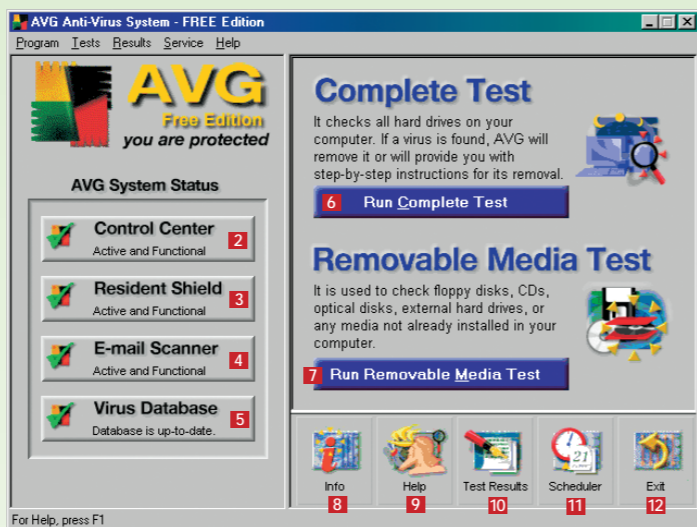 AVG Anti-Virus System - FREE Edition
Program Tests Results Service Help
AVG
Free Edition
you are protected
AVG System Status
Control Center
Active and Functional
2
Resident Shield
Active and Functional
3
E-mail Scanner
Active and Functional
4
Virus Database
Database is up-to-date.
5
Complete Test
It checks all hard drives on your
computer. If a virus is found, AVG will
remove it or will provide you with
step-by-step instructions for its removal.
6 Run Complete Test
Removable Media Test
It is used to check floppy disks, CDs,
optical disks, external hard drives, or
any media not already installed in your
computer.
7 Run Removable Media Test
21
Info Help Test Results Scheduler Exit
8 9 10 11 12
For Help, press F1